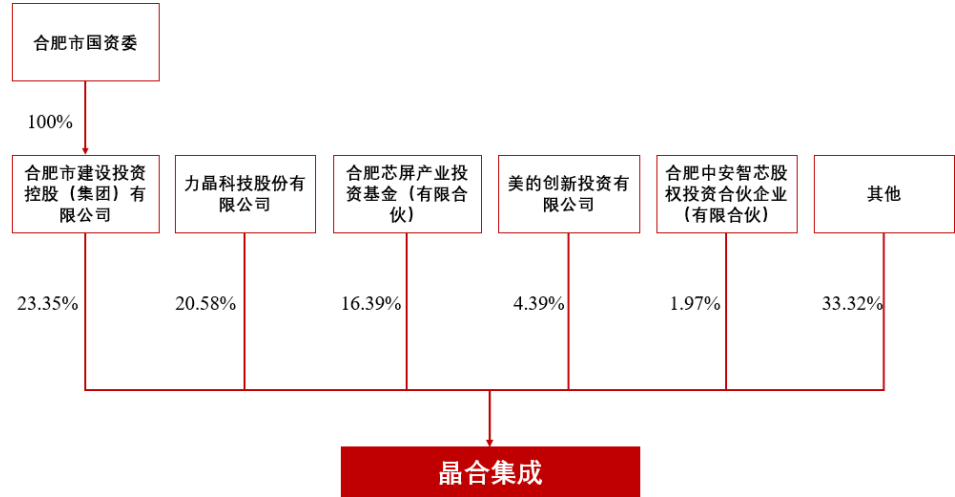 合肥市国资委
100%
合肥市建设投资
控股（集团）有
限公司
力晶科技股份有
限公司
合肥芯屏产业投
资基金（有限合
伙）
美的创新投资有
限公司
合肥中安智芯股
权投资合伙企业
（有限合伙）
其他
23.35%
20.58%
16.39%
4.39%
1.97%
33.32%
晶合集成